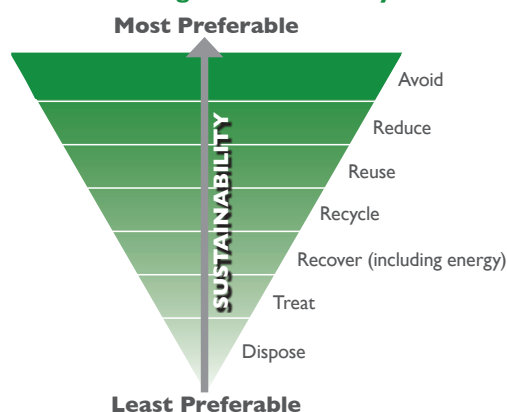 Most Preferable
SUSTAINABILITY
Avoid
Reduce
Reuse
Recycle
Recover (including energy)
Treat
Dispose
Least Preferable